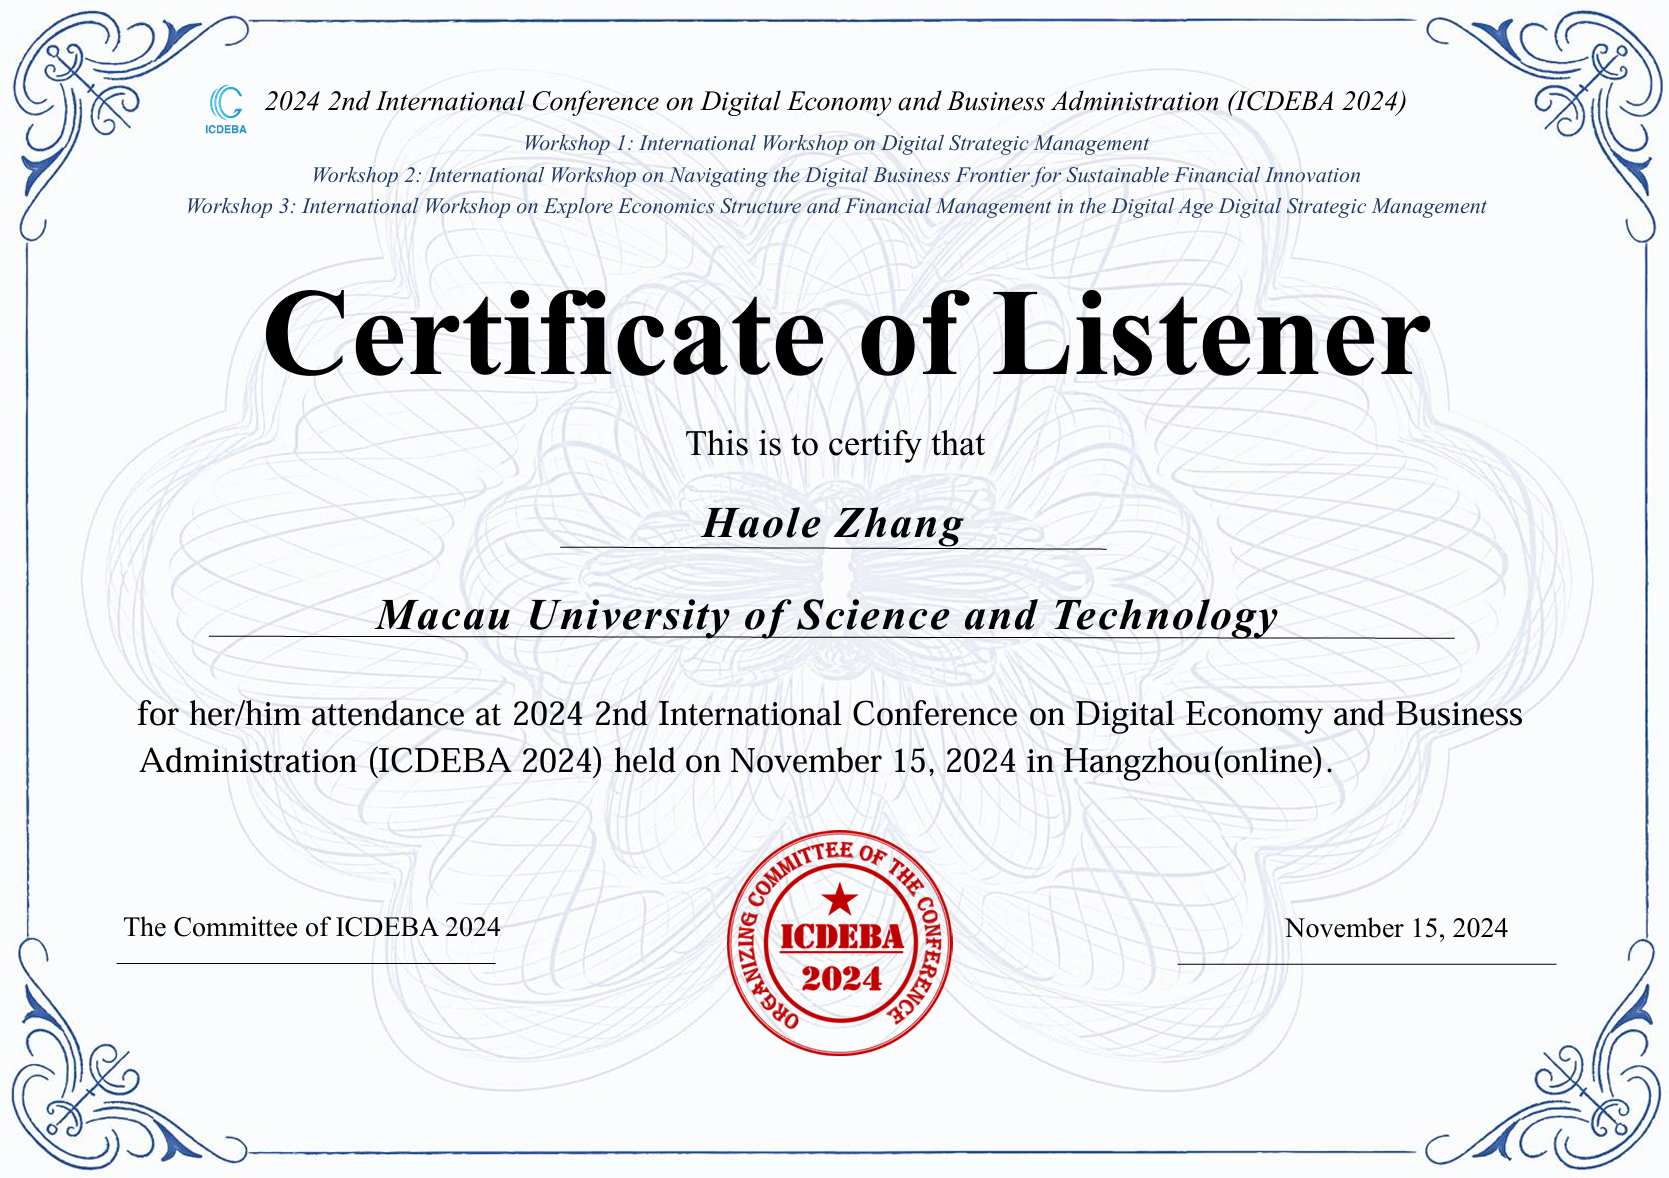 2024 2nd International Conference on Digital Economy and Business Administration (ICDEBA 2024)
ICDEBA
Workshop 1: International Workshop on Digital Strategic Management
Workshop 2: International Workshop on Navigating the Digital Business Frontier for Sustainable Financial Innovation
Workshop 3: International Workshop on Explore Economics Structure and Financial Management in the Digital Age Digital Strategic Management
Certificate of Listener
This is to certify that
Haole Zhang
Macau University of Science and Technology
for her/him attendance at 2024 2nd International Conference on Digital Economy and Business
Administration (ICDEBA 2024) held on November 15, 2024 in Hangzhou(online).
The Committee of ICDEBA 2024
ORGANIZING COMMITTEE OF THE CONFERENCE
ICDEBA
2024
November 15, 2024